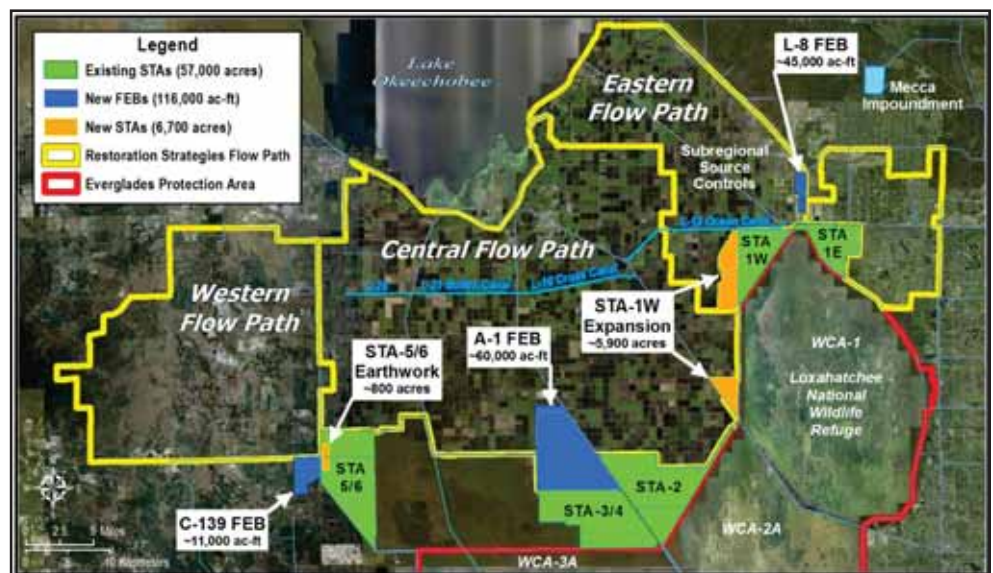 Legend
Existing STAs (57,000 acres)
New FEBs (116,000 ac-ft)
New STAs (6,700 acres)
Restoration Strategies Flow Path
Everglades Protection Area
Lake
Okeechobee
Eastern
Flow Path
L-8 FEB
~45,000 ac-ft
Mecca
Impoundment
Subregional
Source
Controls
Central Flow Path
STA
1W
STA
1E
Western
Flow Path
STA-1W
Expansion
~5,900 acres
A-1 FEB
~60,000 ac-ft
STA-5/6
Earthwork
~800 acres
WCA-1
Loxahatchee
National
Wildlife
Refuge
STA
5/6
STA-2
STA-3/4
C-139 FEB
~11,000 ac-ft
WCA-2A
WCA-3A
5 Miles